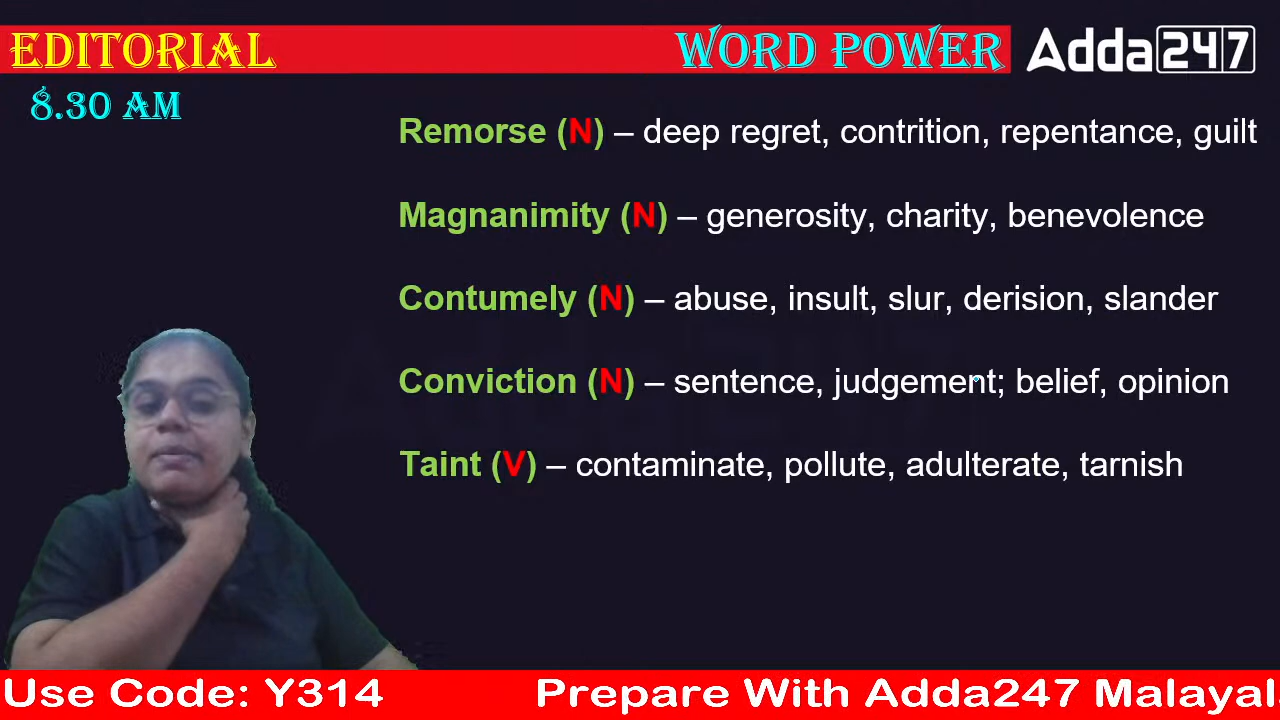 EDITORIAL
WORD POWER
Adda247
8.30 AM
Remorse (N) – deep regret, contrition, repentance, guilt
Magnanimity (N) – generosity, charity, benevolence
Contumely (N) – abuse, insult, slur, derision, slander
Conviction (N) – sentence, judgement; belief, opinion
Taint (V) – contaminate, pollute, adulterate, tarnish
Use Code: Y314
Prepare With Adda247 Malayal